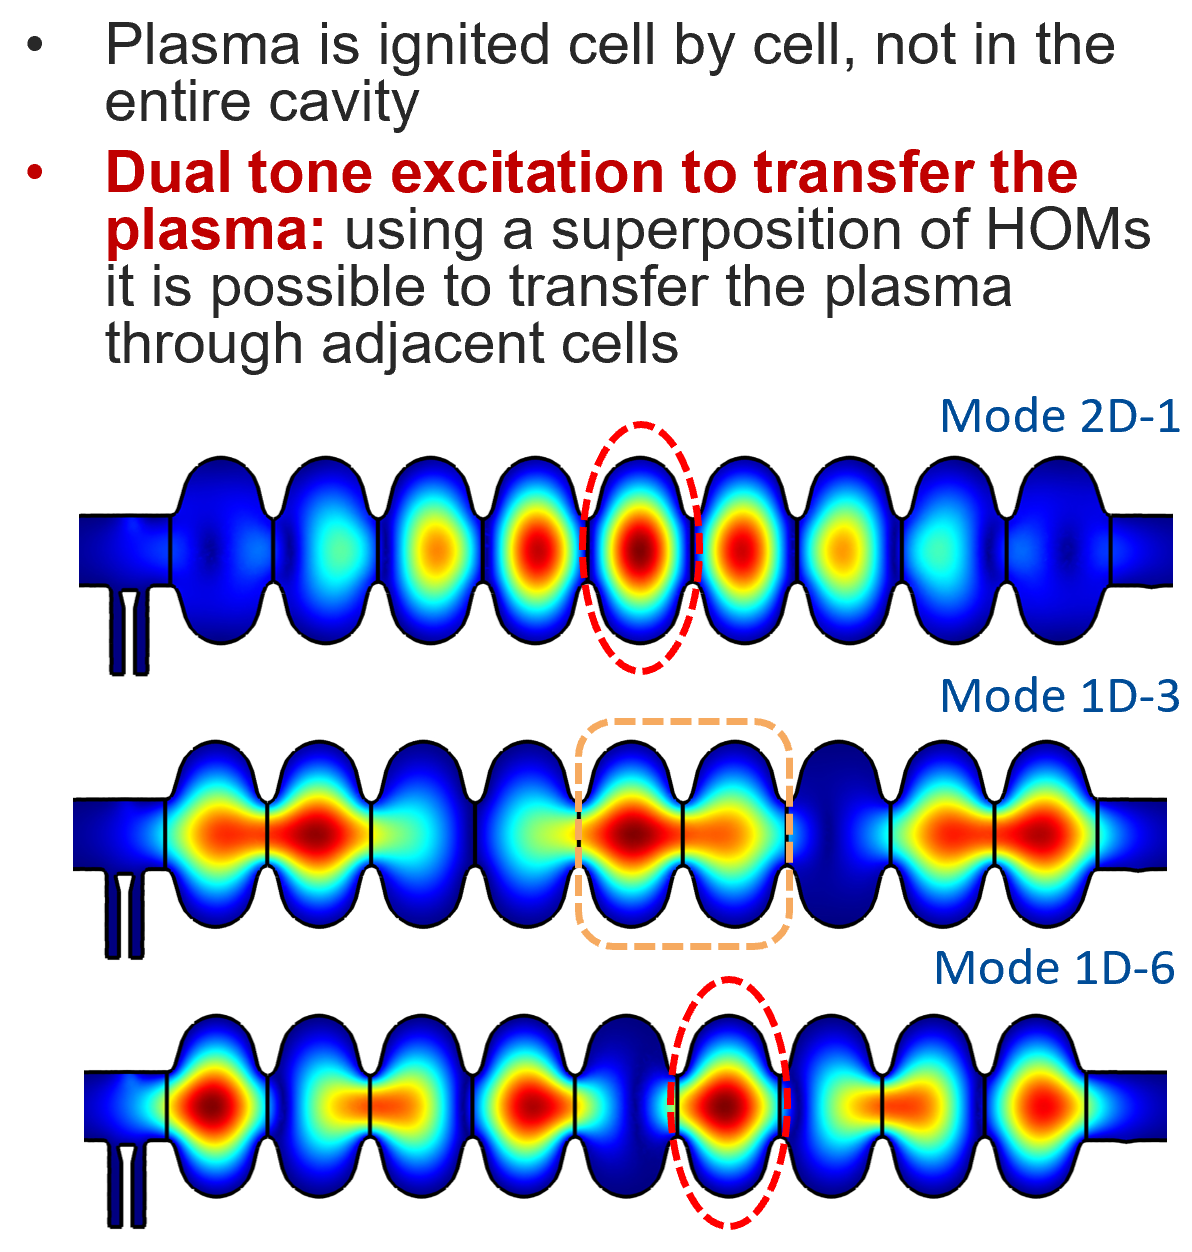 • Plasma is ignited cell by cell, not in the
entire cavity
• Dual tone excitation to transfer the
plasma: using a superposition of HOMs
it is possible to transfer the plasma
through adjacent cells
Mode 2D-1
Mode 1D-3
Mode 1D-6